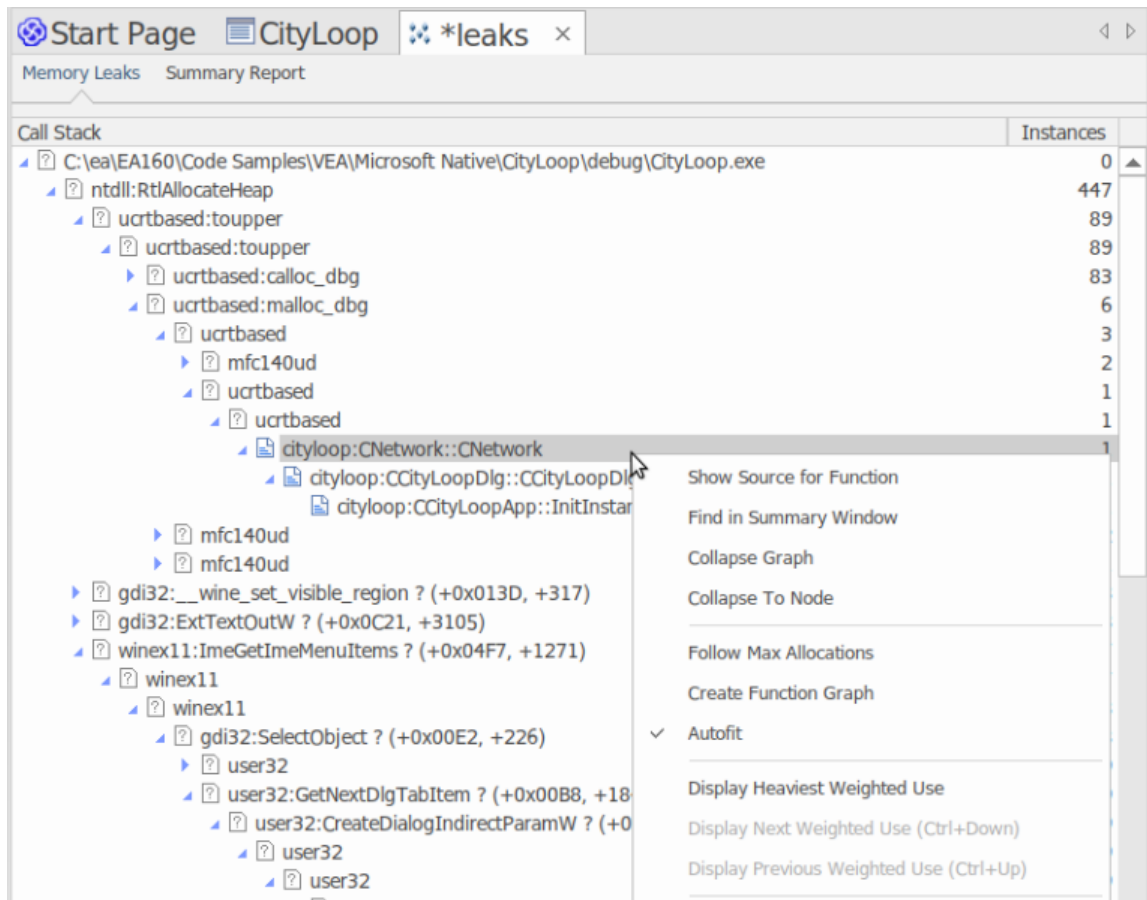 Start Page CityLoop *leaks ×
Memory Leaks Summary Report
Call Stack Instances
C:\ea\EA160\Code Samples\VEA\Microsoft Native\CityLoop\debug\CityLoop.exe 0
ntdll:RtlAllocateHeap 447
ucrtbased:toupper 89
ucrtbased:toupper 89
ucrtbased:calloc_dbg 83
ucrtbased:malloc_dbg 6
ucrtbased 3
mfc140ud 2
ucrtbased 1
ucrtbased 1
cityloop:CNetwork::CNetwork 1
cityloop:CCityLoopDlg::CCityLoopDlg
cityloop:CCityLoopApp::InitInstan
mfc140ud
mfc140ud
gdi32:__wine_set_visible_region ? (+0x013D, +317)
gdi32:ExtTextOutW ? (+0x0C21, +3105)
winex11:ImeGetImeMenuItems ? (+0x04F7, +1271)
winex11
winex11
gdi32:SelectObject ? (+0x00E2, +226)
user32
user32:GetNextDlgTabItem ? (+0x00B8, +18
user32:CreateDialogIndirectParamW ? (+0
user32
user32
Show Source for Function
Find in Summary Window
Collapse Graph
Collapse To Node
Follow Max Allocations
Create Function Graph
Autofit
Display Heaviest Weighted Use
Display Next Weighted Use (Ctrl+Down)
Display Previous Weighted Use (Ctrl+Up)